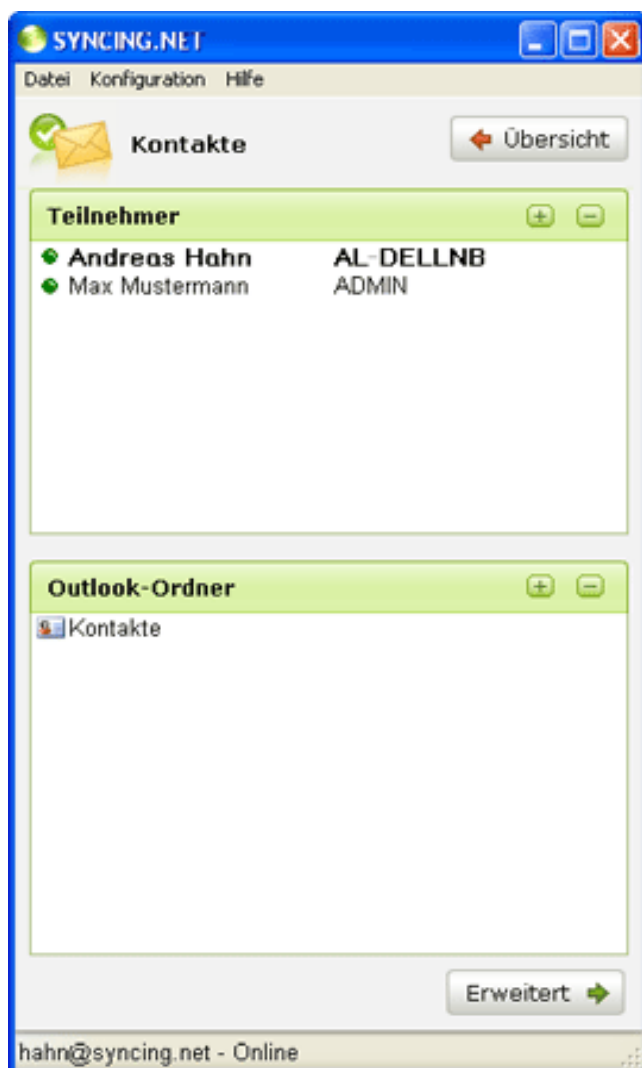 SYNCING.NET
Datei Konfiguration Hilfe
Kontakte
Übersicht
Teilnehmer
Andreas Hahn AL-DELLNB
Max Mustermann ADMIN
Outlook-Ordner
Kontakte
Erweitert
hahn@syncing.net - Online